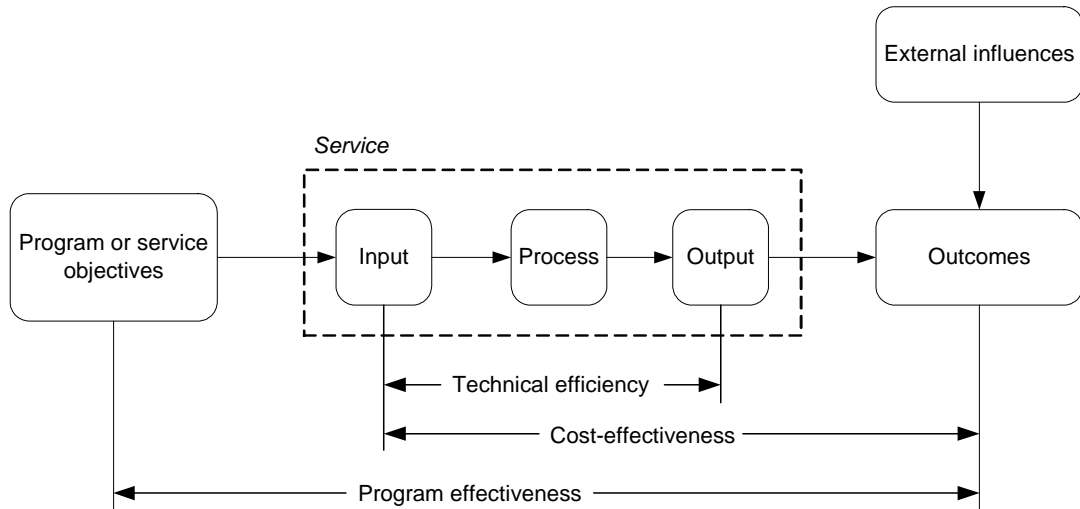 External influences
Service
Program or service
objectives
Input
Process
Output
Outcomes
Technical efficiency
Cost-effectiveness
Program effectiveness